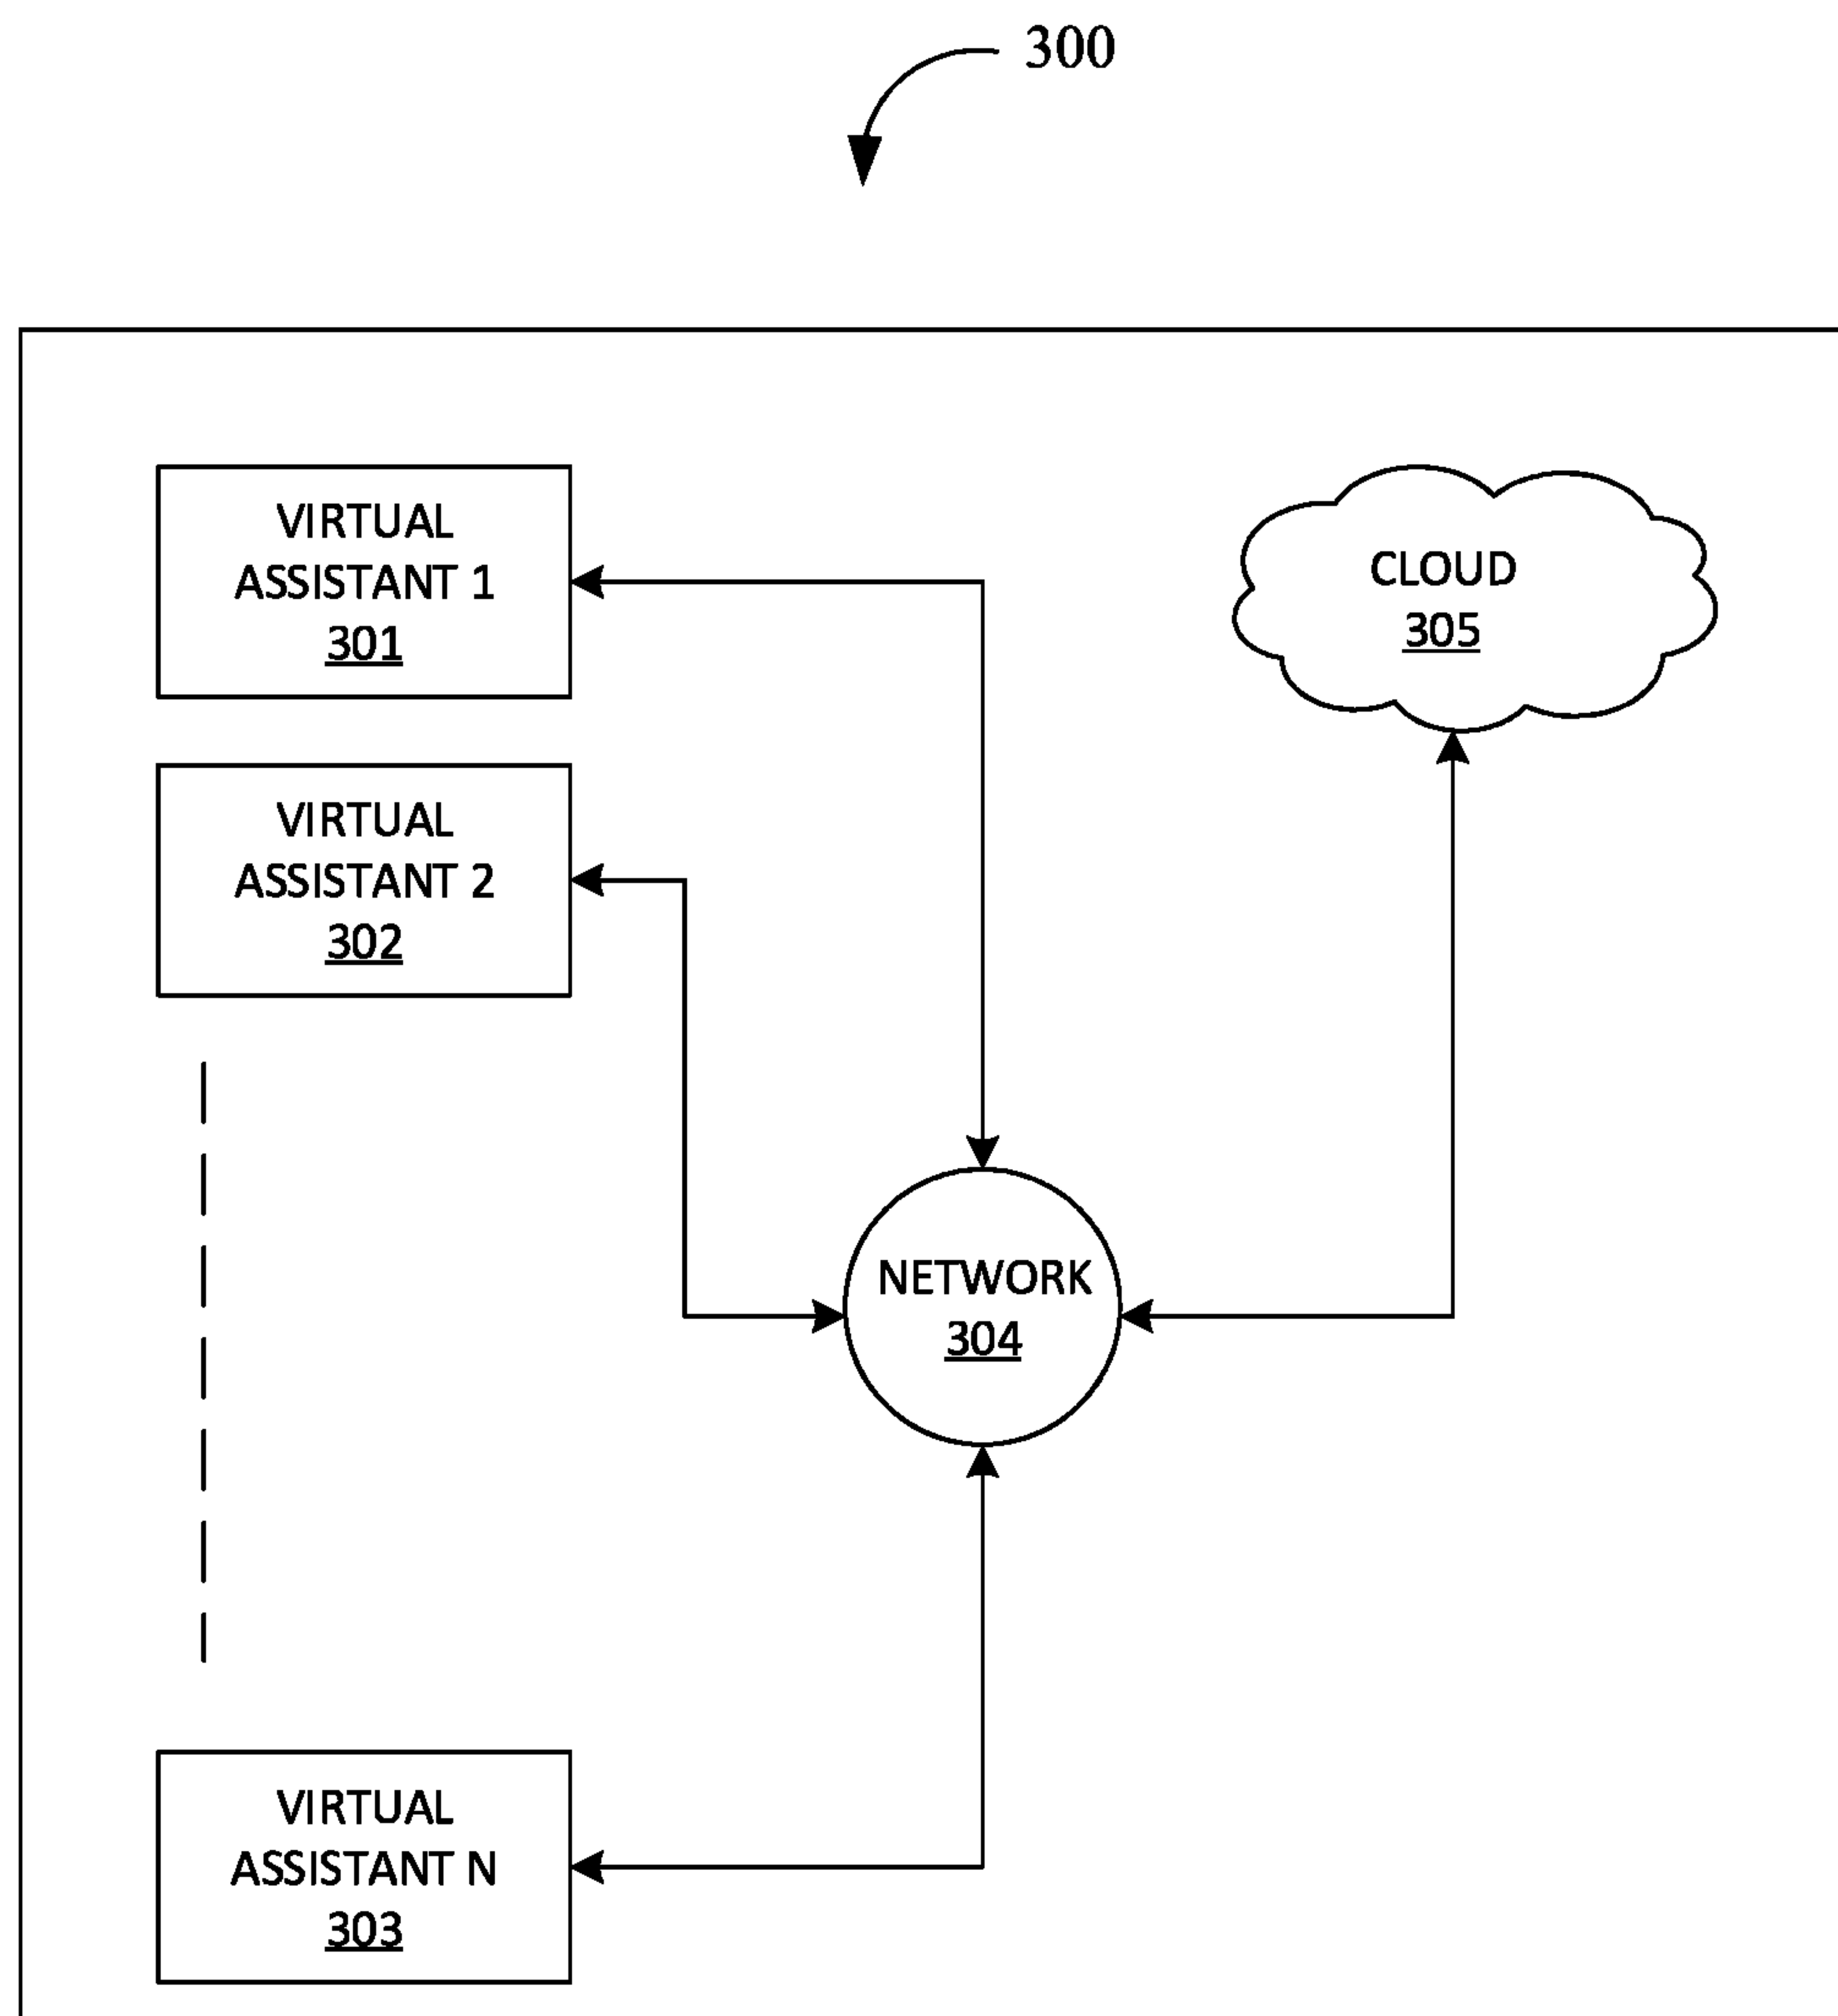 300
VIRTUAL
ASSISTANT 1
301
CLOUD
305
VIRTUAL
ASSISTANT 2
302
NETWORK
304
VIRTUAL
ASSISTANT N
303